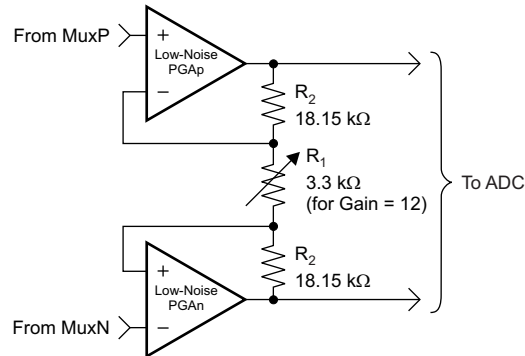 From MuxP
+
Low-Noise
PGAp
−
R2
18.15 kΩ
R1
3.3 kΩ
(for Gain = 12)
To ADC
R2
18.15 kΩ
+
Low-Noise
PGAn
From MuxN
−